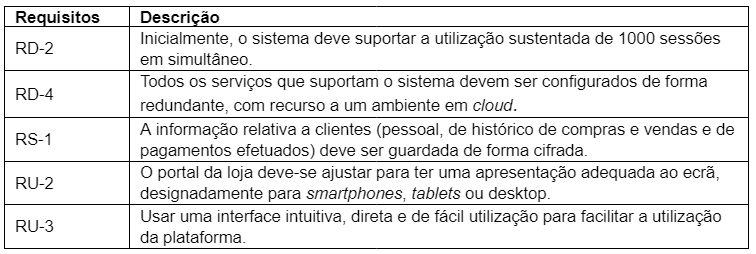 Requisitos Descrição
RD-2 Inicialmente, o sistema deve suportar a utilização sustentada de 1000 sessões
em simultâneo.
RD-4 Todos os serviços que suportam o sistema devem ser configurados de forma
redundante, com recurso a um ambiente em cloud.
RS-1 A informação relativa a clientes (pessoal, de histórico de compras e vendas e de
pagamentos efetuados) deve ser guardada de forma cifrada.
RU-2 O portal da loja deve-se ajustar para ter uma apresentação adequada ao ecrã,
designadamente para smartphones, tablets ou desktop.
RU-3 Usar uma interface intuitiva, direta e de fácil utilização para facilitar a utilização
da plataforma.